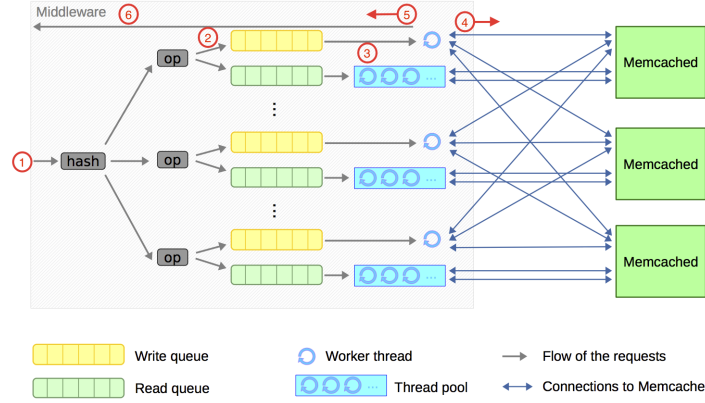 Middleware
6
5
4
2
op
3
...
Memcached
1
hash
op
...
Memcached
op
...
Memcached
Write queue
Worker thread
Flow of the requests
Read queue
...
Thread pool
Connections to Memcache